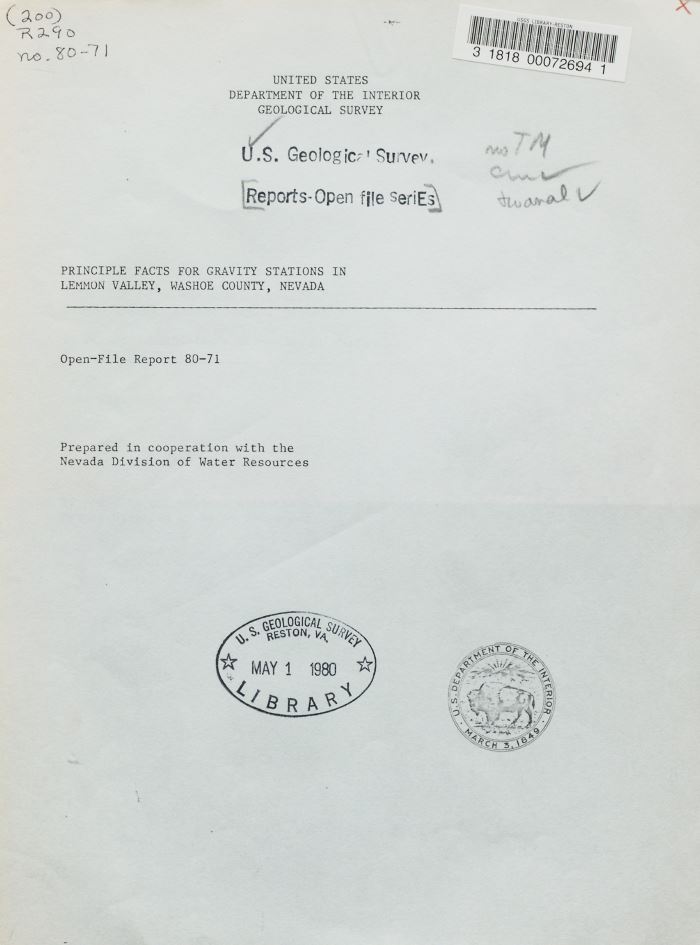 (200)
R290
no. 80-71
USGS LIBRARY-RESTON
3 1818 00072694 1
UNITED STATES
DEPARTMENT OF THE INTERIOR
GEOLOGICAL SURVEY
U.S. Geological Survey.
[Reports-Open file seriEs]
no TM
PRINCIPLE FACTS FOR GRAVITY STATIONS IN
LEMMON VALLEY, WASHOE COUNTY, NEVADA
Open-File Report 80-71
Prepared in cooperation with the
Nevada Division of Water Resources
U. S. GEOLOGICAL SURVEY
RESTON, VA.
MAY 1 1980
LIBRARY
U.S. DEPARTMENT OF THE INTERIOR
MARCH 3, 1849